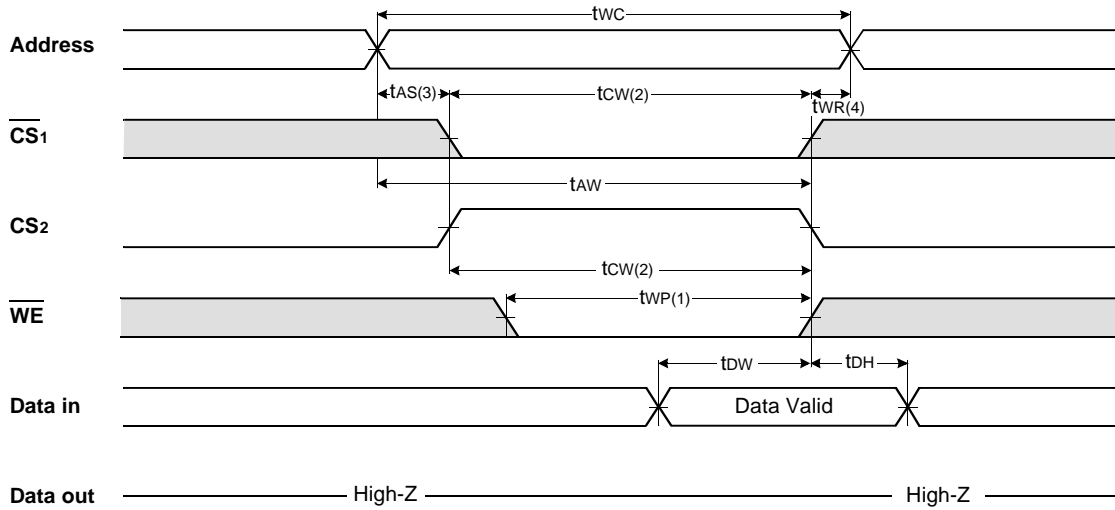 tWC
Address
tAS(3) tCW(2) tWR(4)
CS1
tAW
CS2
tCW(2)
tWP(1)
WE
tDW tDH
Data in Data Valid
Data out High-Z High-Z